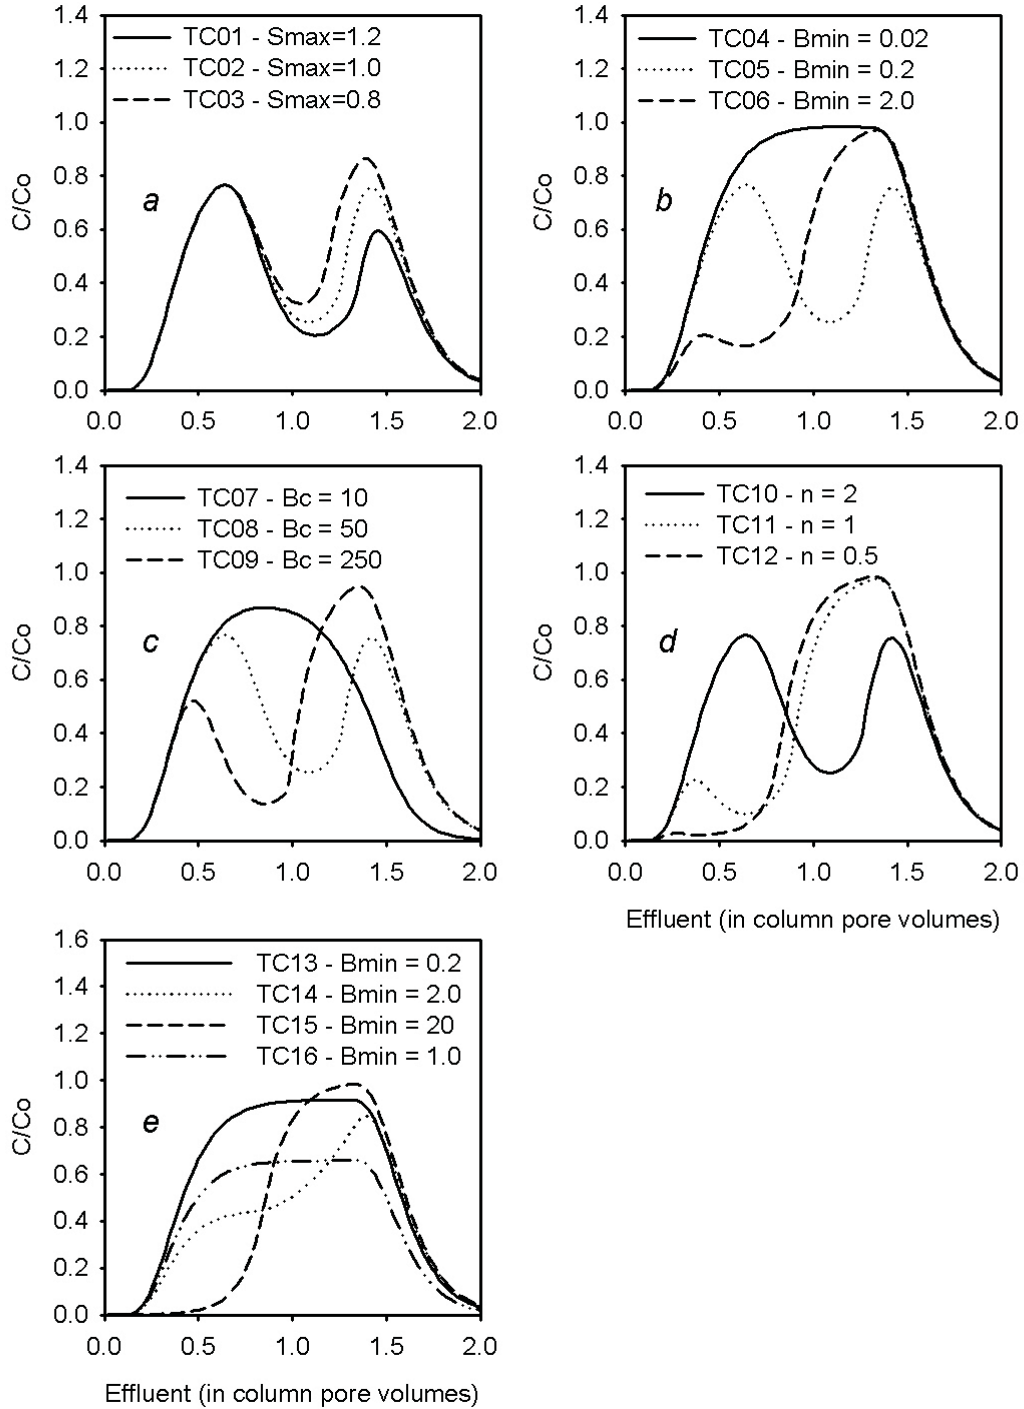 1.4
1.2
1.0
0.8
0.6
0.4
0.2
0.0
C/Co
TC01 - Smax=1.2
TC02 - Smax=1.0
TC03 - Smax=0.8
a
0.0 0.5 1.0 1.5 2.0
1.4
1.2
1.0
0.8
0.6
0.4
0.2
0.0
C/Co
TC04 - Bmin = 0.02
TC05 - Bmin = 0.2
TC06 - Bmin = 2.0
b
0.0 0.5 1.0 1.5 2.0
1.4
1.2
1.0
0.8
0.6
0.4
0.2
0.0
C/Co
TC07 - Bc = 10
TC08 - Bc = 50
TC09 - Bc = 250
c
0.0 0.5 1.0 1.5 2.0
1.4
1.2
1.0
0.8
0.6
0.4
0.2
0.0
C/Co
TC10 - n = 2
TC11 - n = 1
TC12 - n = 0.5
d
0.0 0.5 1.0 1.5 2.0
Effluent (in column pore volumes)
1.6
1.4
1.2
1.0
0.8
0.6
0.4
0.2
0.0
C/Co
TC13 - Bmin = 0.2
TC14 - Bmin = 2.0
TC15 - Bmin = 20
TC16 - Bmin = 1.0
e
0.0 0.5 1.0 1.5 2.0
Effluent (in column pore volumes)